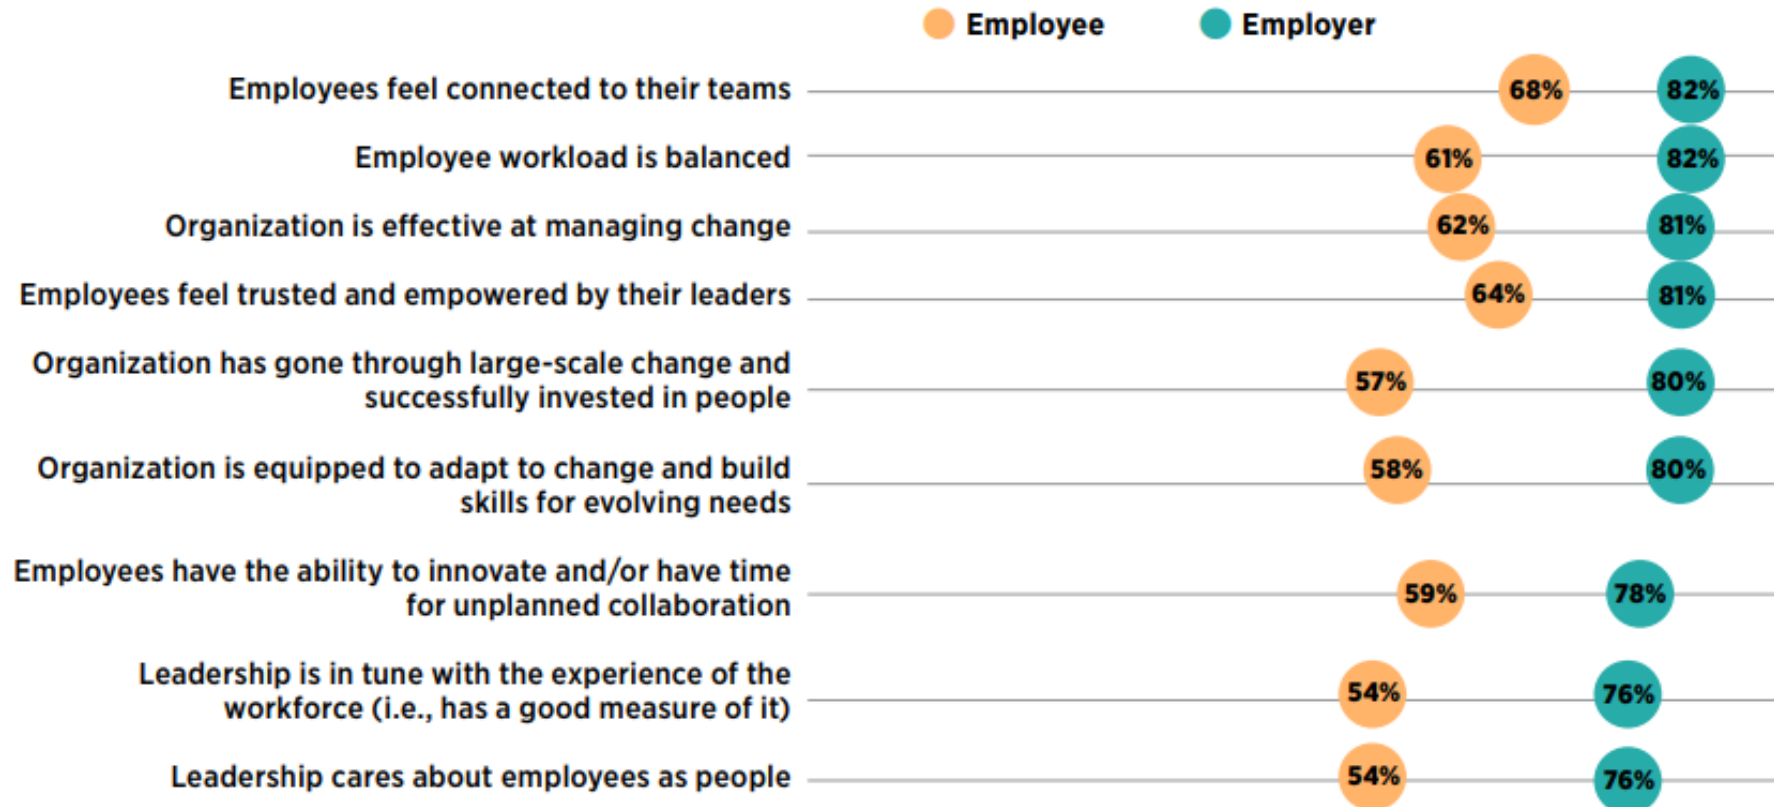 Employee Employer
Employees feel connected to their teams 68% 82%
Employee workload is balanced 61% 82%
Organization is effective at managing change 62% 81%
Employees feel trusted and empowered by their leaders 64% 81%
Organization has gone through large-scale change and
successfully invested in people 57% 80%
Organization is equipped to adapt to change and build
skills for evolving needs 58% 80%
Employees have the ability to innovate and/or have time
for unplanned collaboration 59% 78%
Leadership is in tune with the experience of the
workforce (i.e., has a good measure of it) 54% 76%
Leadership cares about employees as people 54% 76%